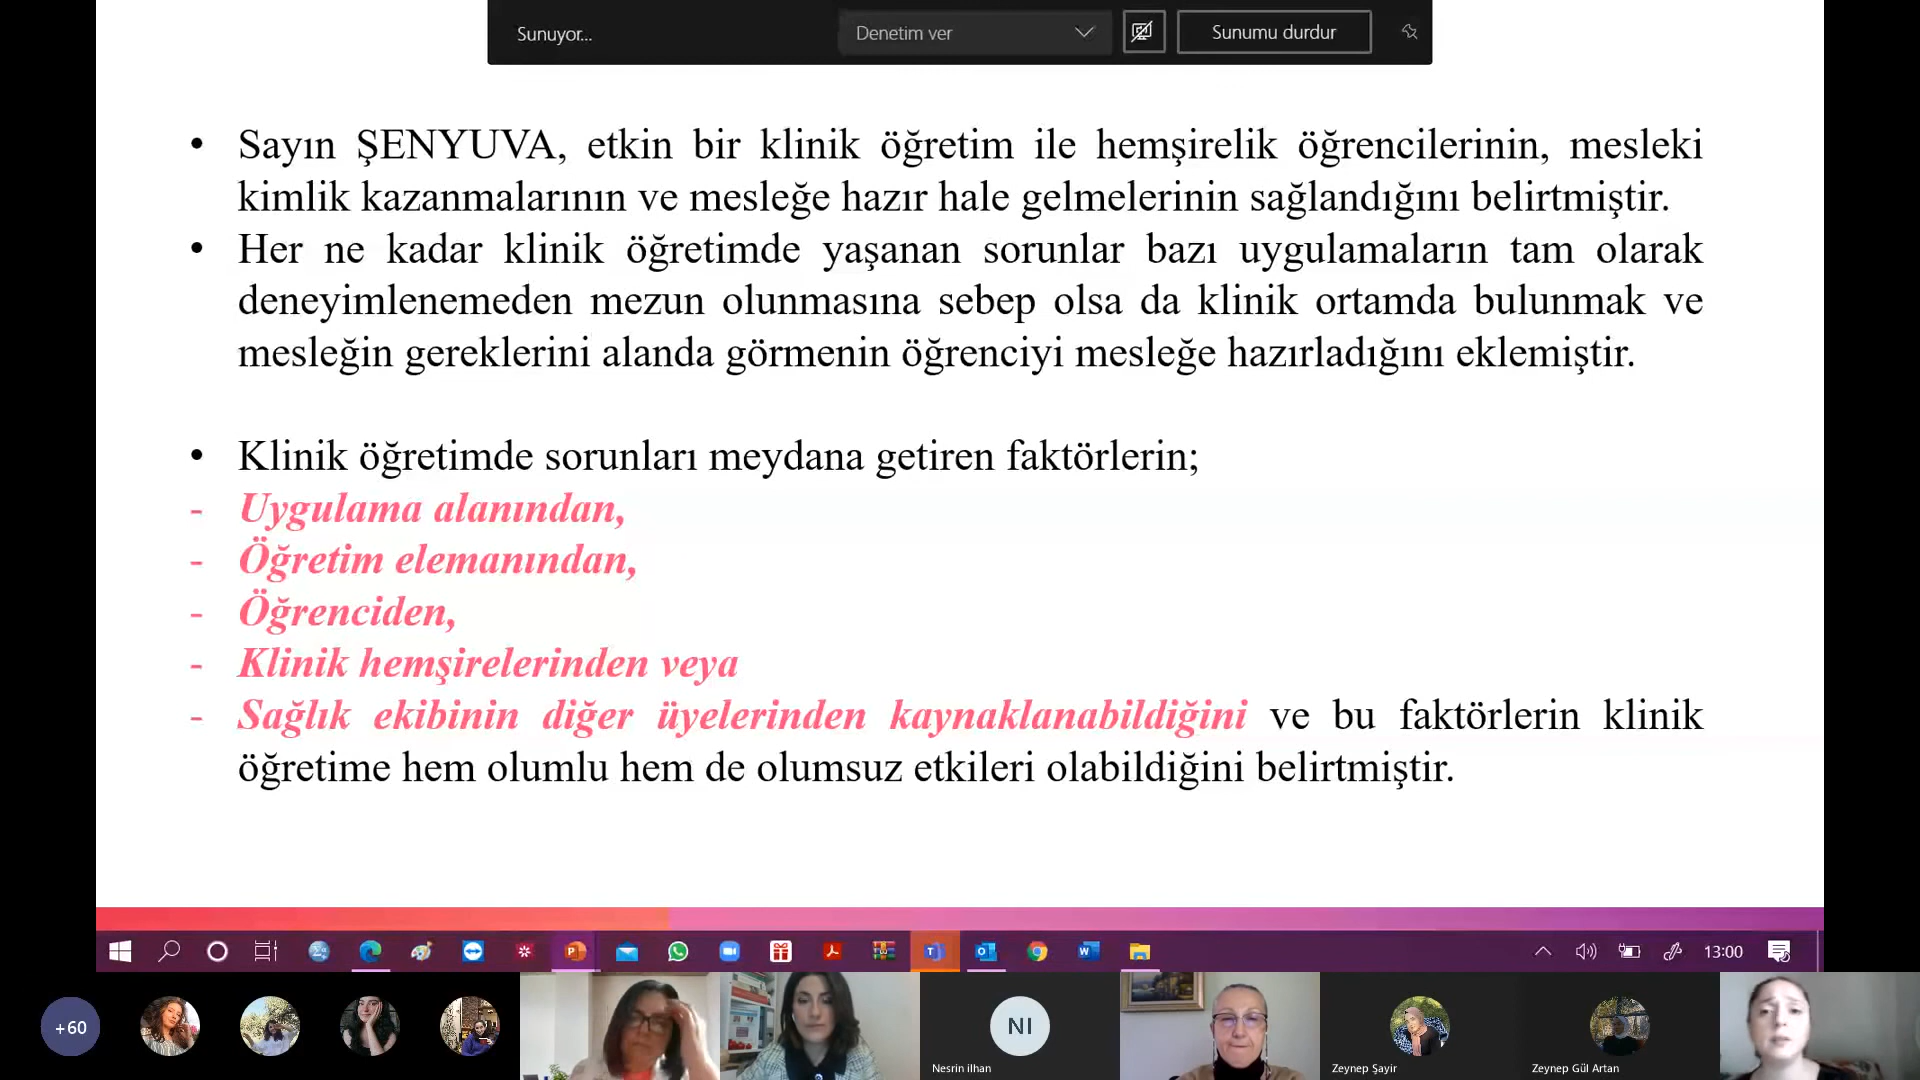 Sunuyor...
Denetim ver
Sunumu durdur
• Sayın ŞENYUVA, etkin bir klinik öğretim ile hemşirelik öğrencilerinin, mesleki
kimlik kazanmalarının ve mesleğe hazır hale gelmelerinin sağlandığını belirtmiştir.
• Her ne kadar klinik öğretimde yaşanan sorunlar bazı uygulamaların tam olarak
deneyimlenemeden mezun olunmasına sebep olsa da klinik ortamda bulunmak ve
mesleğin gereklerini alanda görmenin öğrenciyi mesleğe hazırladığını eklemiştir.
• Klinik öğretimde sorunları meydana getiren faktörlerin;
- Uygulama alanından,
- Öğretim elemanından,
- Öğrenciden,
- Klinik hemşirelerinden veya
- Sağlık ekibinin diğer üyelerinden kaynaklanabildiğini ve bu faktörlerin klinik
öğretime hem olumlu hem de olumsuz etkileri olabildiğini belirtmiştir.
13:00
+60
NI
Nesrin ilhan
Zeynep Şayir
Zeynep Gül Artan